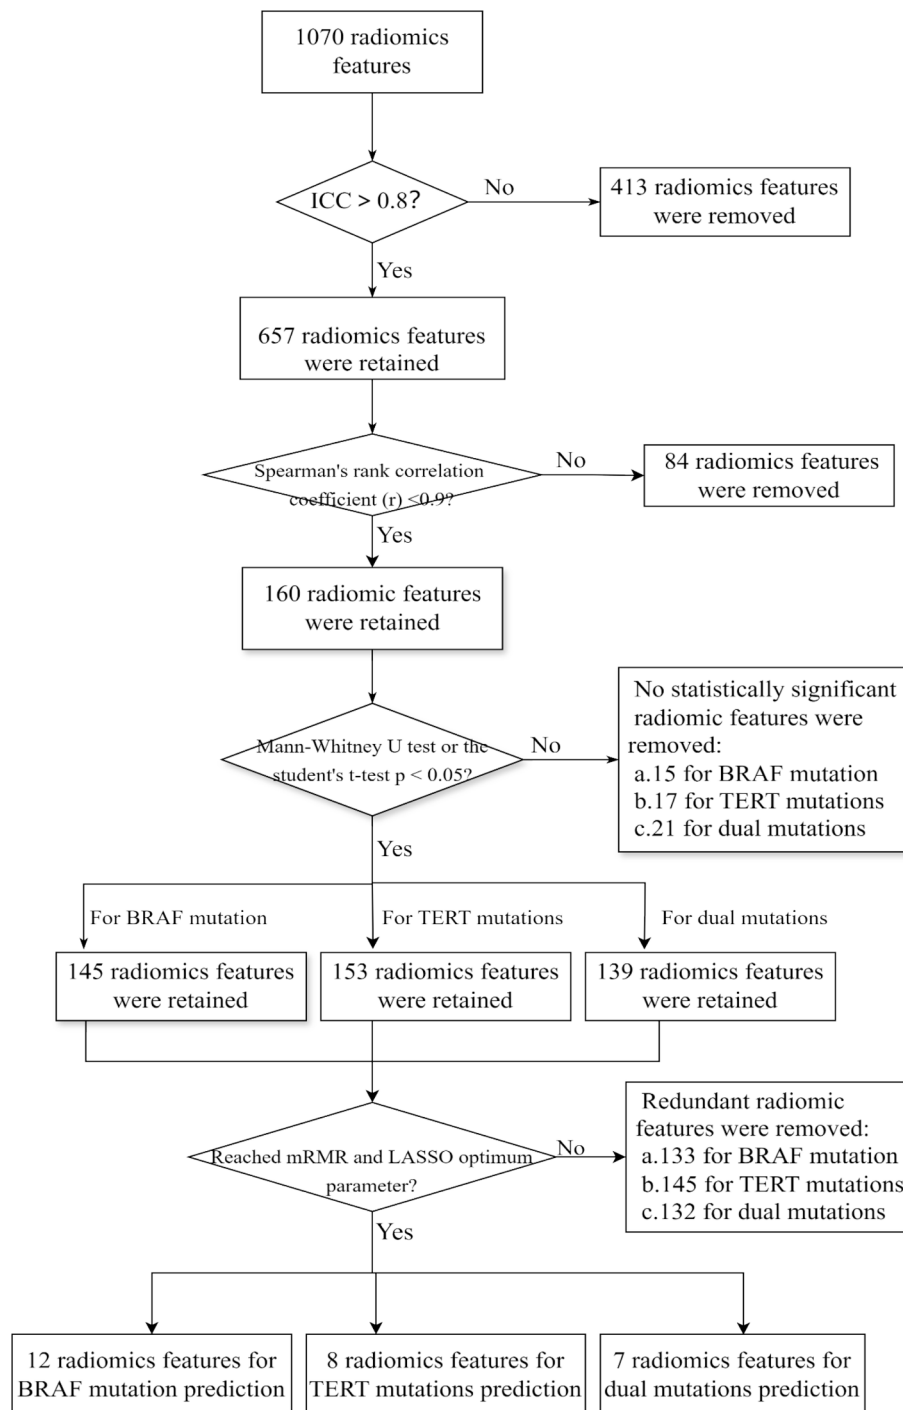 1070 radiomics
features
ICC > 0.8?
No
413 radiomics features
were removed
Yes
657 radiomics features
were retained
Spearman's rank correlation
coefficient (r) <0.9?
No
84 radiomics features
were removed
Yes
160 radiomic features
were retained
Mann-Whitney U test or the
student's t-test p < 0.05?
No
No statistically significant
radiomic features were
removed:
a.15 for BRAF mutation
b.17 for TERT mutations
c.21 for dual mutations
Yes
For BRAF mutation
For TERT mutations
For dual mutations
145 radiomics features
were retained
153 radiomics features
were retained
139 radiomics features
were retained
Reached mRMR and LASSO optimum
parameter?
No
Redundant radiomic
features were removed:
a.133 for BRAF mutation
b.145 for TERT mutations
c.132 for dual mutations
Yes
12 radiomics features for
BRAF mutation prediction
8 radiomics features for
TERT mutations prediction
7 radiomics features for
dual mutations prediction